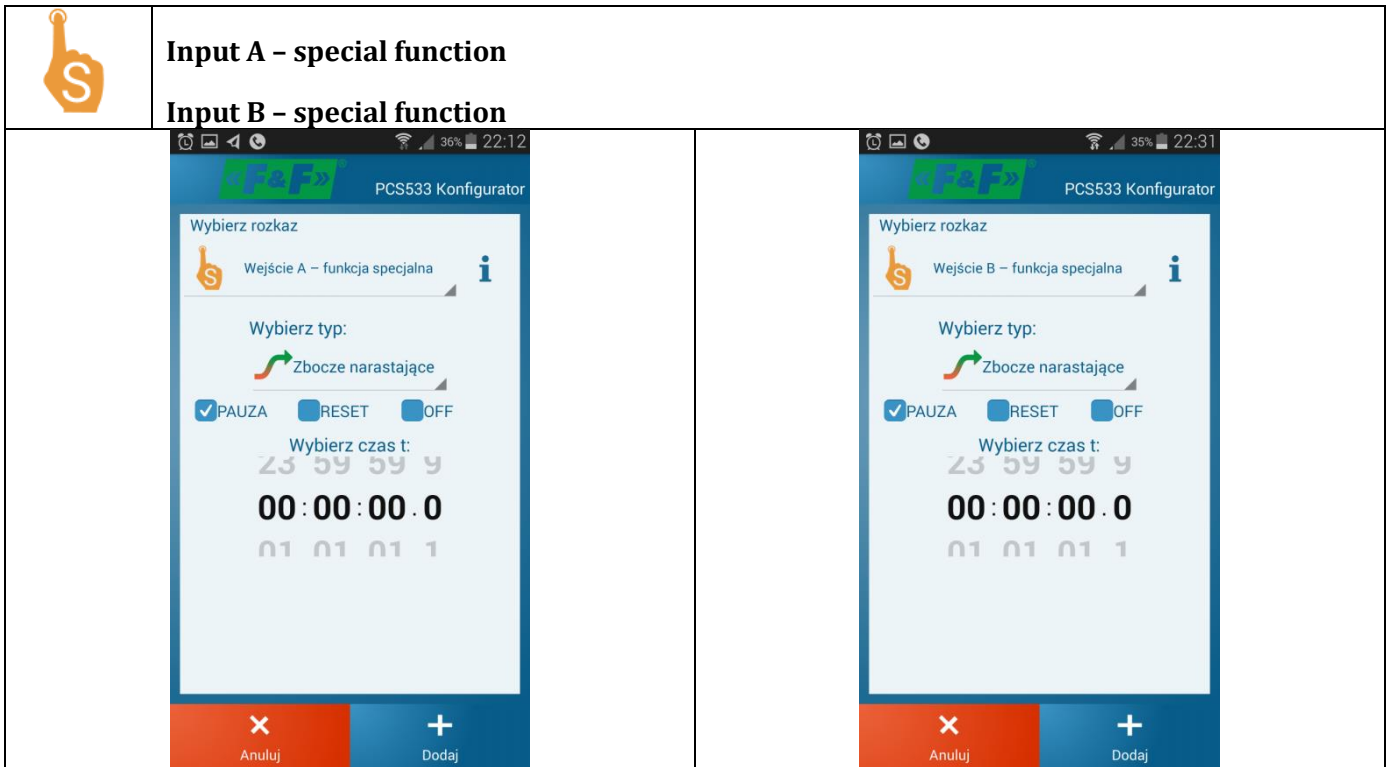 S
Input A – special function
Input B – special function
36% 22:12
«F&F»®
PCS533 Konfigurator
Wybierz rozkaz
S
Wejście A – funkcja specjalna
i
Wybierz typ:
Zbocze narastające
PAUZA RESET OFF
Wybierz czas t:
23 59 59 9
00:00:00.0
01 01 01 1
Anuluj
Dodaj
35% 22:31
«F&F»®
PCS533 Konfigurator
Wybierz rozkaz
S
Wejście B – funkcja specjalna
i
Wybierz typ:
Zbocze narastające
PAUZA RESET OFF
Wybierz czas t:
23 59 59 9
00:00:00.0
01 01 01 1
Anuluj
Dodaj